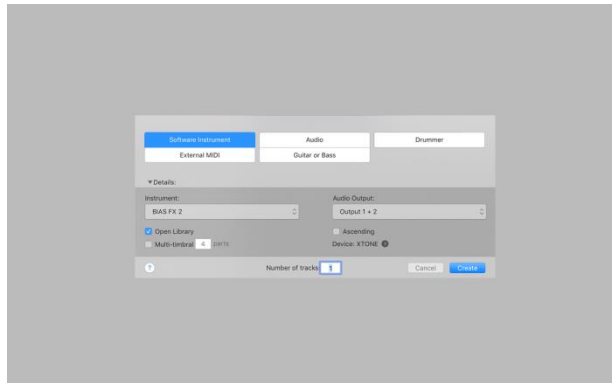 Software Instrument Audio Drummer
External MIDI Guitar or Bass
Details:
Instrument: Audio Output:
BIAS FX 2 Output 1 + 2
Open Library Ascending
Multi-timbral 4 parts Device: XTONE
? Number of tracks: 1 Cancel Create